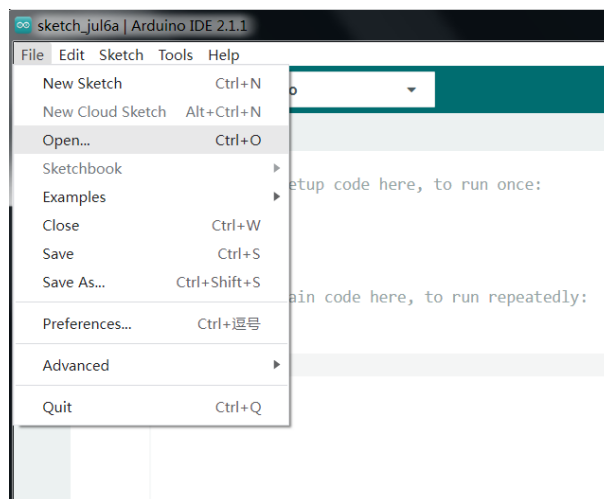 sketch_jul6a | Arduino IDE 2.1.1
File Edit Sketch Tools Help
New Sketch Ctrl+N
New Cloud Sketch Alt+Ctrl+N
Open... Ctrl+O
Sketchbook
Examples
Close Ctrl+W
Save Ctrl+S
Save As... Ctrl+Shift+S
Preferences... Ctrl+逗号
Advanced
Quit Ctrl+Q
o
etup code here, to run once:
ain code here, to run repeatedly: